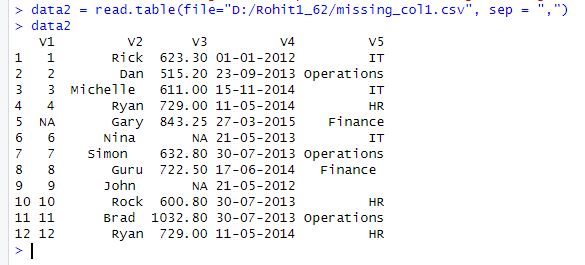 > data2 = read.table(file="D:/Rohit1_62/missing_col1.csv", sep = ",")
> data2
   V1       V2      V3         V4         V5
1   1     Rick  623.30 01-01-2012         IT
2   2      Dan  515.20 23-09-2013 Operations
3   3 Michelle  611.00 15-11-2014         IT
4   4     Ryan  729.00 11-05-2014         HR
5  NA     Gary  843.25 27-03-2015    Finance
6   6     Nina      NA 21-05-2013         IT
7   7    Simon  632.80 30-07-2013 Operations
8   8     Guru  722.50 17-06-2014    Finance
9   9     John      NA 21-05-2012
10 10     Rock  600.80 30-07-2013         HR
11 11     Brad 1032.80 30-07-2013 Operations
12 12     Ryan  729.00 11-05-2014         HR
>